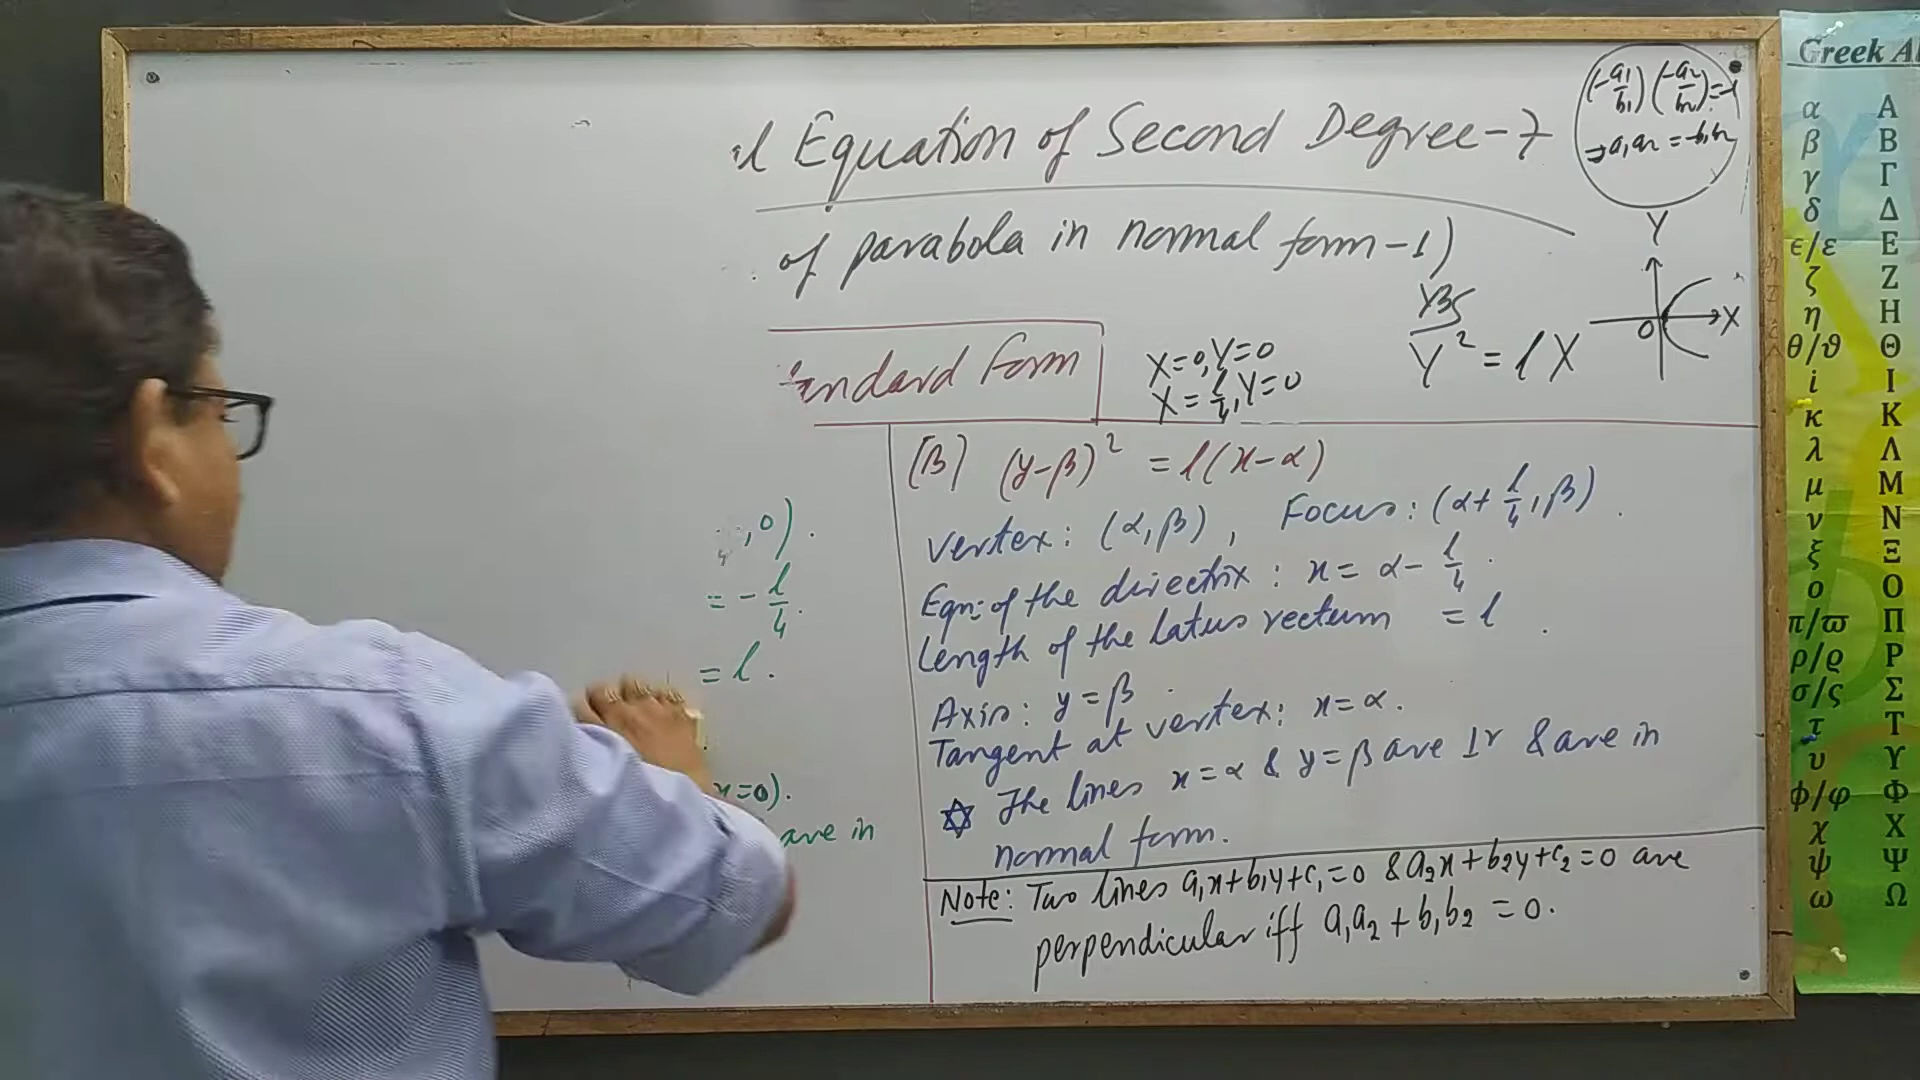 Equation of Second Degree-7
of parabola in normal form-1)
(-a1/b1)(-a2/b2)=-1
⇒a1a2=-b1b2
Y
X
O
Form
X=0,Y=0
X=l/4,Y=0
Y²=lX
,0).
=-l/4.
=l.
x=0).
are in
(B) (y-β)²=l(x-α)
Vertex: (α,β), Focus: (α+l/4,β).
Eqn: of the directrix: x=α-l/4.
Length of the latus rectum =l.
Axis: y=β.
Tangent at vertex: x=α.
✡ The lines x=α & y=β are ⊥r & are in
normal form.
Note: Two lines a1x+b1y+c1=0 & a2x+b2y+c2=0 are
perpendicular iff a1a2+b1b2=0.
Greek
α Α
β Β
γ Γ
δ Δ
ϵ/ε Ε
ζ Ζ
η Η
θ/ϑ Θ
i Ι
κ Κ
λ Λ
μ Μ
ν Ν
ξ Ξ
ο Ο
π/ϖ Π
ρ/ϱ Ρ
σ/ς Σ
τ Τ
υ Υ
ϕ/φ Φ
χ Χ
ψ Ψ
ω Ω